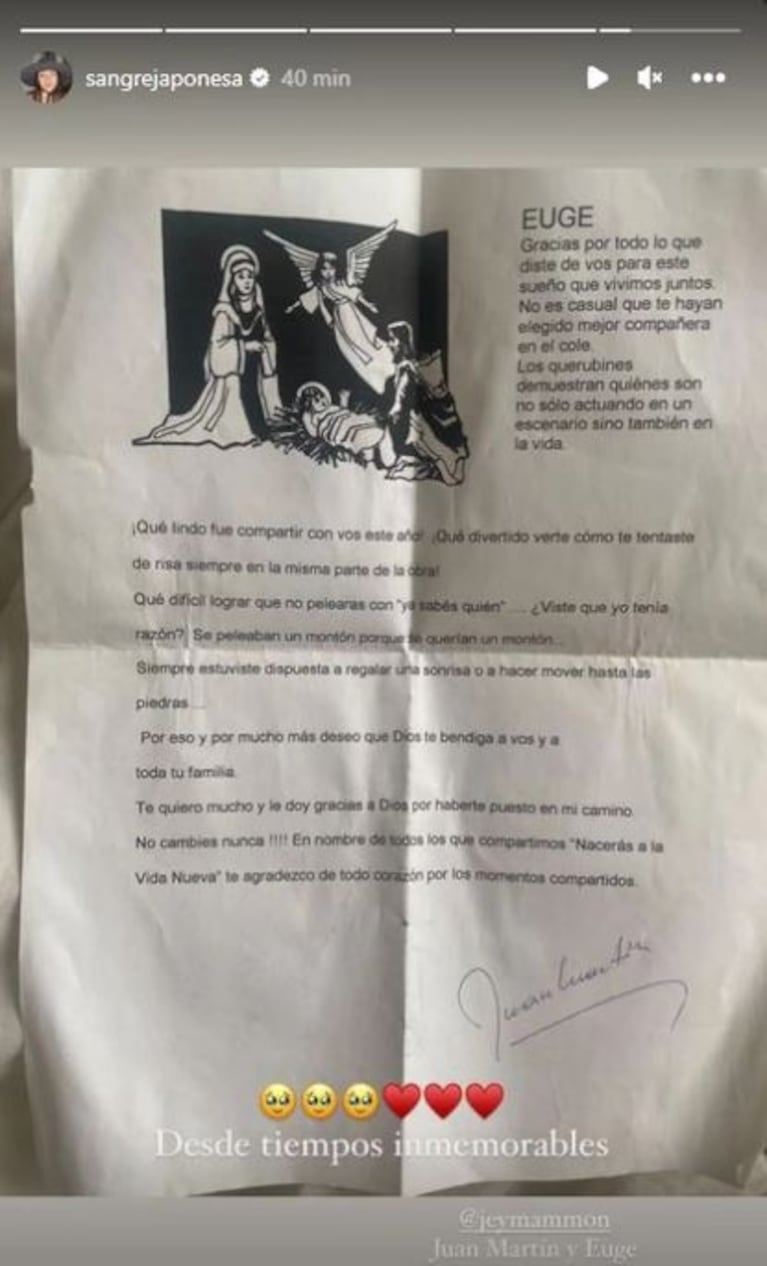 sangrejaponesa 40 min
EUGE
Gracias por todo lo que
diste de vos para este
sueño que vivimos juntos.
No es casual que te hayan
elegido mejor compañera
en el cole.
Los querubines
demuestran quiénes son
no sólo actuando en un
escenario sino también en
la vida.
¡Qué lindo fue compartir con vos este año! ¡Qué divertido verte cómo te tentaste
de risa siempre en la misma parte de la obra!
Qué difícil lograr que no pelearas con "ya sabés quién" .... ¿Viste que yo tenía
razón? Se peleaban un montón porque se querían un montón...
Siempre estuviste dispuesta a regalar una sonrisa o a hacer mover hasta las
piedras ...
Por eso y por mucho más deseo que Dios te bendiga a vos y a
toda tu familia.
Te quiero mucho y le doy gracias a Dios por haberte puesto en mi camino.
No cambies nunca !!!! En nombre de todos los que compartimos "Nacerás a la
Vida Nueva" te agradezco de todo corazón por los momentos compartidos.
Juan Martín
🥹🥹🥹❤️❤️❤️
Desde tiempos inmemorables
@jeymammon
Juan Martín y Euge